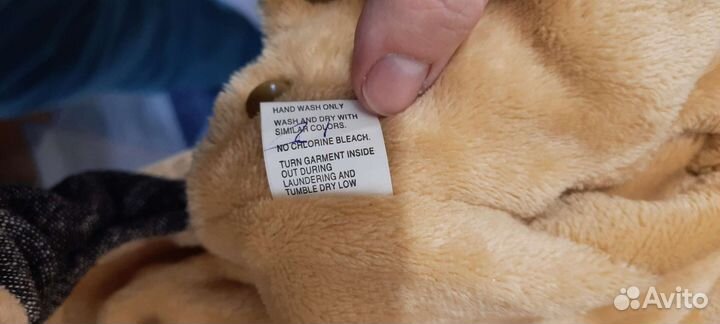 HAND WASH ONLY
WASH AND DRY WITH
SIMILAR COLORS.
NO CHLORINE BLEACH.
TURN GARMENT INSIDE
OUT DURING
LAUNDERING AND
TUMBLE DRY LOW
Avito